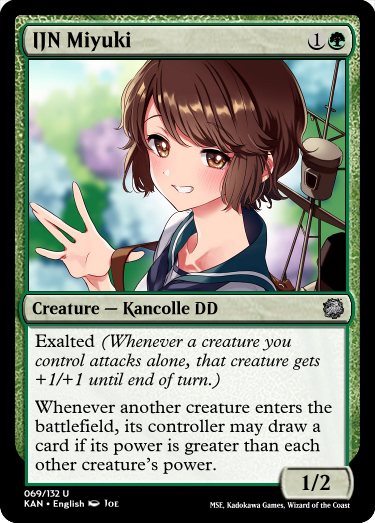 IJN Miyuki 1
Creature — Kancolle DD
Exalted (Whenever a creature you
control attacks alone, that creature gets
+1/+1 until end of turn.)
Whenever another creature enters the
battlefield, its controller may draw a
card if its power is greater than each
other creature's power.
1/2
069/132 U
KAN • English JOE
MSE, Kadokawa Games, Wizard of the Coast